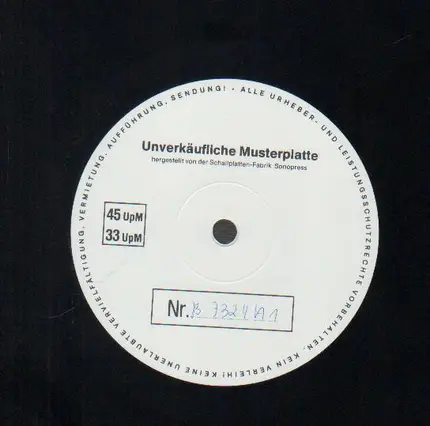 ALLE URHEBER- UND LEISTUNGSSCHUTZRECHTE VORBEHALTEN. KEIN VERLEIH! KEINE UNERLAUBTE VERVIELFÄLTIGUNG, VERMIETUNG, AUFFÜHRUNG, SENDUNG! -
Unverkäufliche Musterplatte
hergestellt von der Schallplatten-Fabrik Sonopress
45 UpM
33 UpM
Nr.